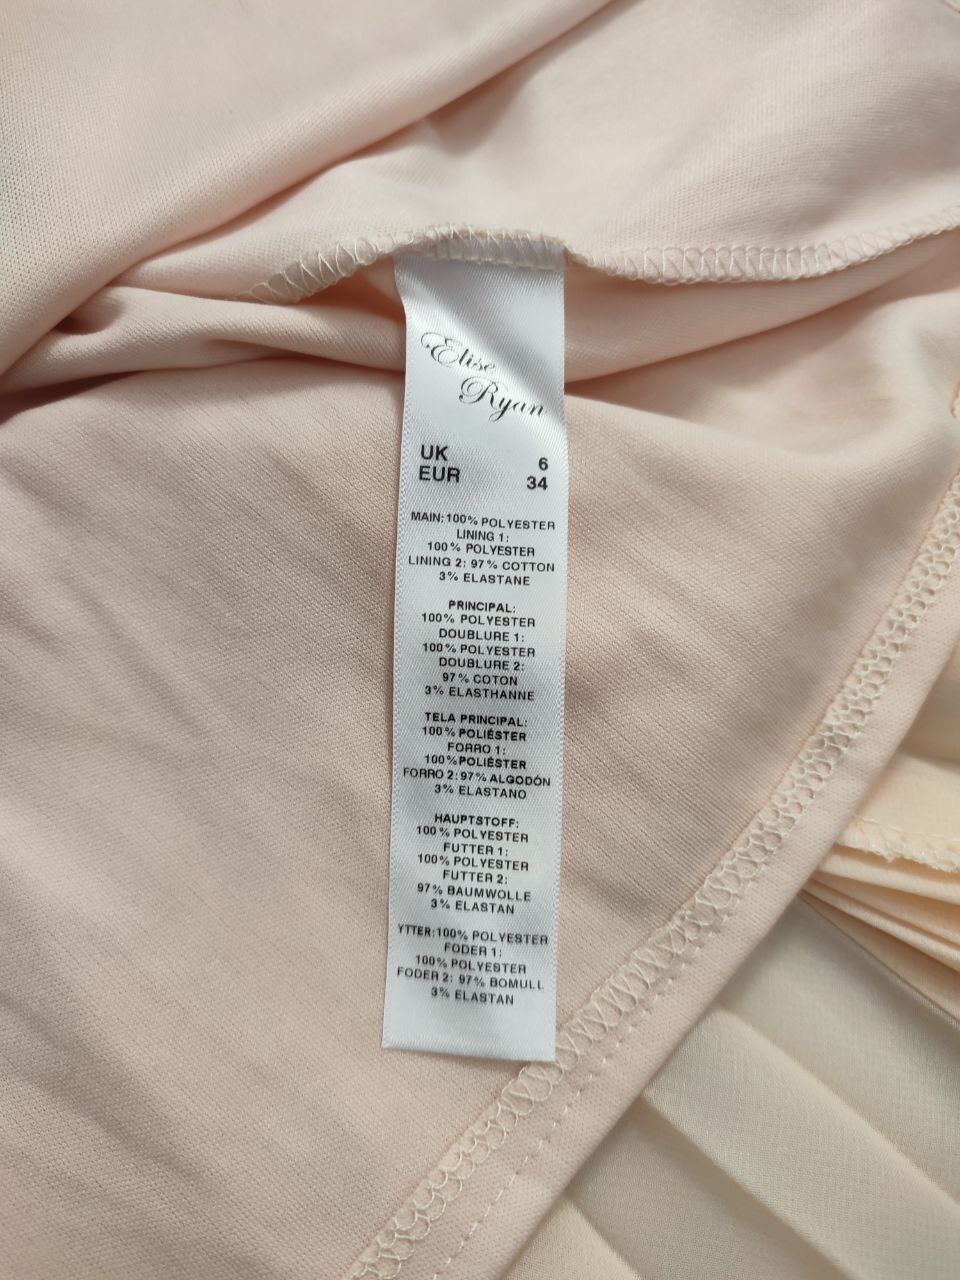 Elise
Ryan
UK 6
EUR 34
MAIN: 100% POLYESTER
LINING 1:
100% POLYESTER
LINING 2: 97% COTTON
3% ELASTANE
PRINCIPAL:
100% POLYESTER
DOUBLURE 1:
100% POLYESTER
DOUBLURE 2:
97% COTON
3% ELASTHANNE
TELA PRINCIPAL:
100% POLIÉSTER
FORRO 1:
100% POLIÉSTER
FORRO 2: 97% ALGODÓN
3% ELASTANO
HAUPTSTOFF:
100% POLYESTER
FUTTER 1:
100% POLYESTER
FUTTER 2:
97% BAUMWOLLE
3% ELASTAN
YTTER: 100% POLYESTER
FODER 1:
100% POLYESTER
FODER 2: 97% BOMULL
3% ELASTAN